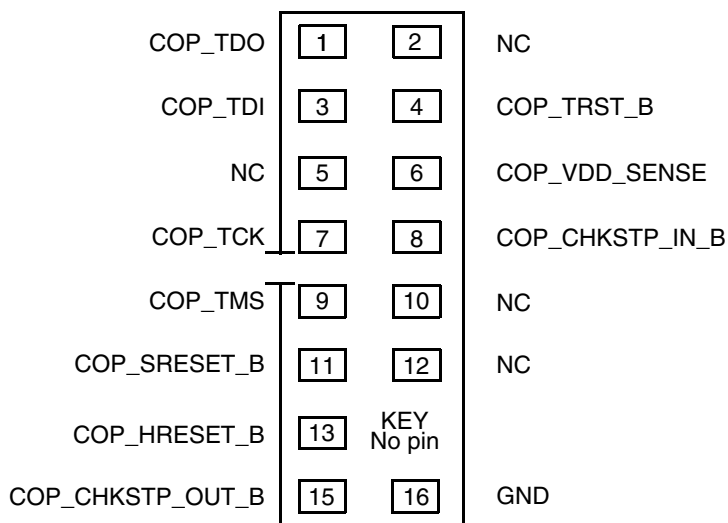 COP_TDO 1 2 NC
COP_TDI 3 4 COP_TRST_B
NC 5 6 COP_VDD_SENSE
COP_TCK 7 8 COP_CHKSTP_IN_B
COP_TMS 9 10 NC
COP_SRESET_B 11 12 NC
COP_HRESET_B 13 KEY
No pin
COP_CHKSTP_OUT_B 15 16 GND